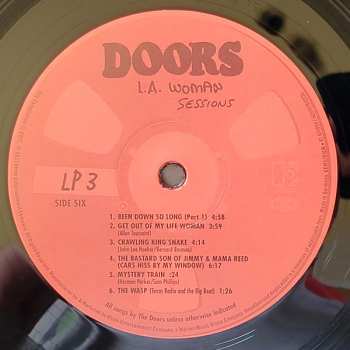 DOORS
L.A. WOMAN
SESSIONS
LP 3
SIDE SIX
1. BEEN DOWN SO LONG (Part 1) 4:58
2. GET OUT OF MY LIFE WOMAN 3:59
(Allen Toussaint)
3. CRAWLING KING SNAKE 4:14
(John Lee Hooker/Bernard Besman)
4. THE BASTARD SON OF JIMMY & MAMA REED
(CARS HISS BY MY WINDOW) 6:17
5. MYSTERY TRAIN :24
(Herman Parker/Sam Phillips)
6. THE WASP (Texas Radio and the Big Beat) 1:26
All songs by The Doors unless otherwise indicated